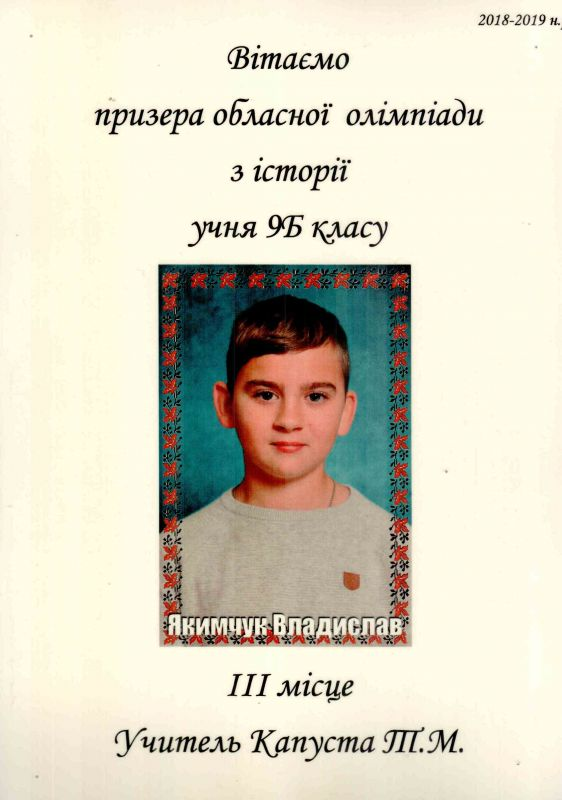 2018-2019 н.
Вітаємо
призера обласної олімпіади
з історії
учня 9Б класу
Якимчук Владислав
ІІІ місце
Учитель Капуста Т.М.